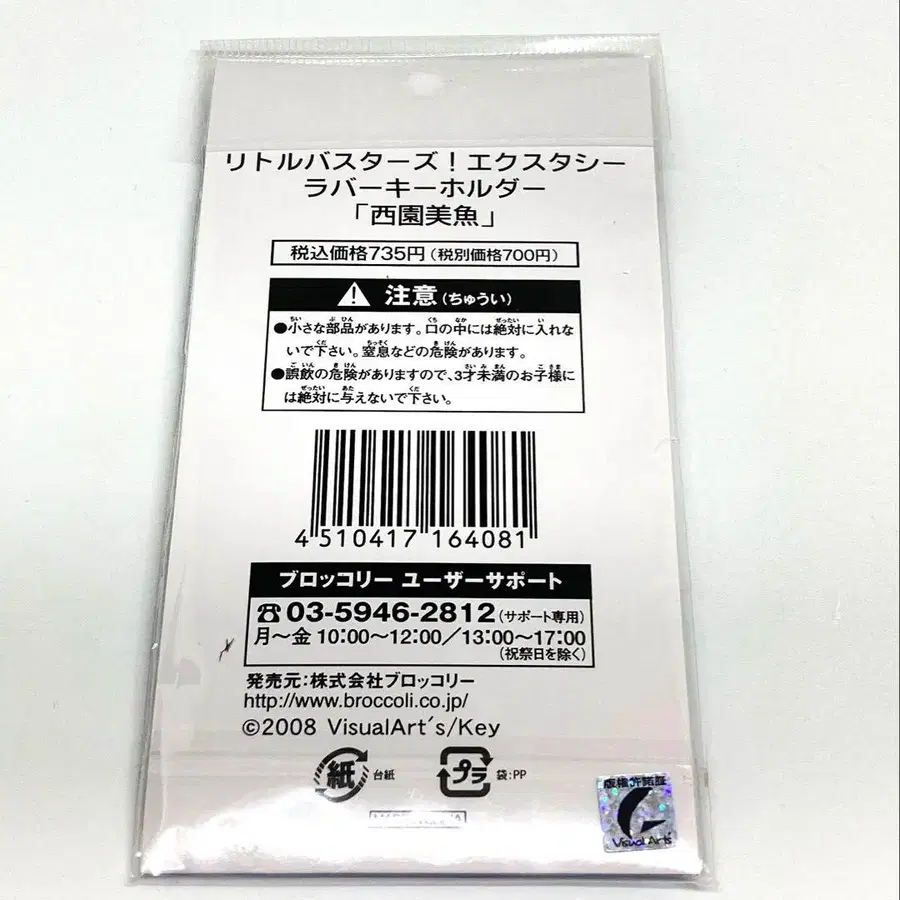 リトルバスターズ！エクスタシー
ラバーキーホルダー
「西園美魚」
税込価格735円（税別価格700円）
注意（ちゅうい）
●小さな部品があります。口の中には絶対に入れな
いで下さい。窒息などの危険があります。
●誤飲の危険がありますので、3才未満のお子様に
は絶対に与えないで下さい。
4 510417 164081
ブロッコリー ユーザーサポート
☎03-5946-2812（サポート専用）
月〜金 10:00〜12:00／13:00〜17:00
（祝祭日を除く）
発売元：株式会社ブロッコリー
http://www.broccoli.co.jp/
©2008 VisualArt's/Key
紙 台紙 プラ 袋：PP
版権許諾証
Visual Art's